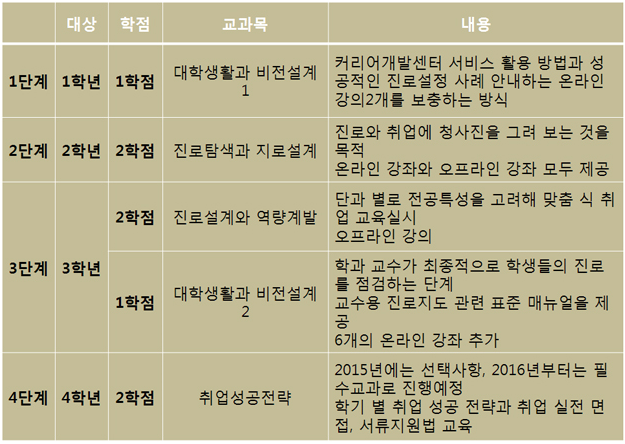 대상 학점 교과목 내용
1단계 1학년 1학점 대학생활과 비전설계
1
커리어개발센터 서비스 활용 방법과 성
공적인 진로설정 사례 안내하는 온라인
강의2개를 보충하는 방식
2단계 2학년 2학점 진로탐색과 지로설계
진로와 취업에 청사진을 그려 보는 것을
목적
온라인 강좌와 오프라인 강좌 모두 제공
3단계 3학년
2학점 진로설계와 역량계발
단과 별로 전공특성을 고려해 맞춤 식 취
업 교육실시
오프라인 강의
1학점 대학생활과 비전설계
2
학과 교수가 최종적으로 학생들의 진로
를 점검하는 단계
교수용 진로지도 관련 표준 매뉴얼을 제
공
6개의 온라인 강좌 추가
4단계 4학년 2학점 취업성공전략
2015년에는 선택사항, 2016년부터는 필
수교과로 진행예정
학기 별 취업 성공 전략과 취업 실전 면
접, 서류지원법 교육